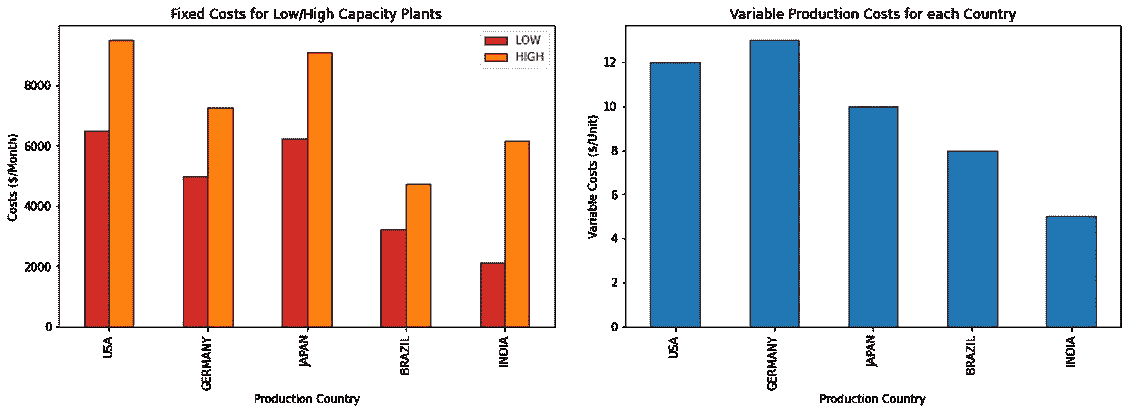 Fixed Costs for Low/High Capacity Plants
LOW
HIGH
8000
6000
4000
2000
0
Costs ($/Month)
USA
GERMANY
JAPAN
BRAZIL
INDIA
Production Country
Variable Production Costs for each Country
12
10
8
6
4
2
0
Variable Costs ($/Unit)
USA
GERMANY
JAPAN
BRAZIL
INDIA
Production Country